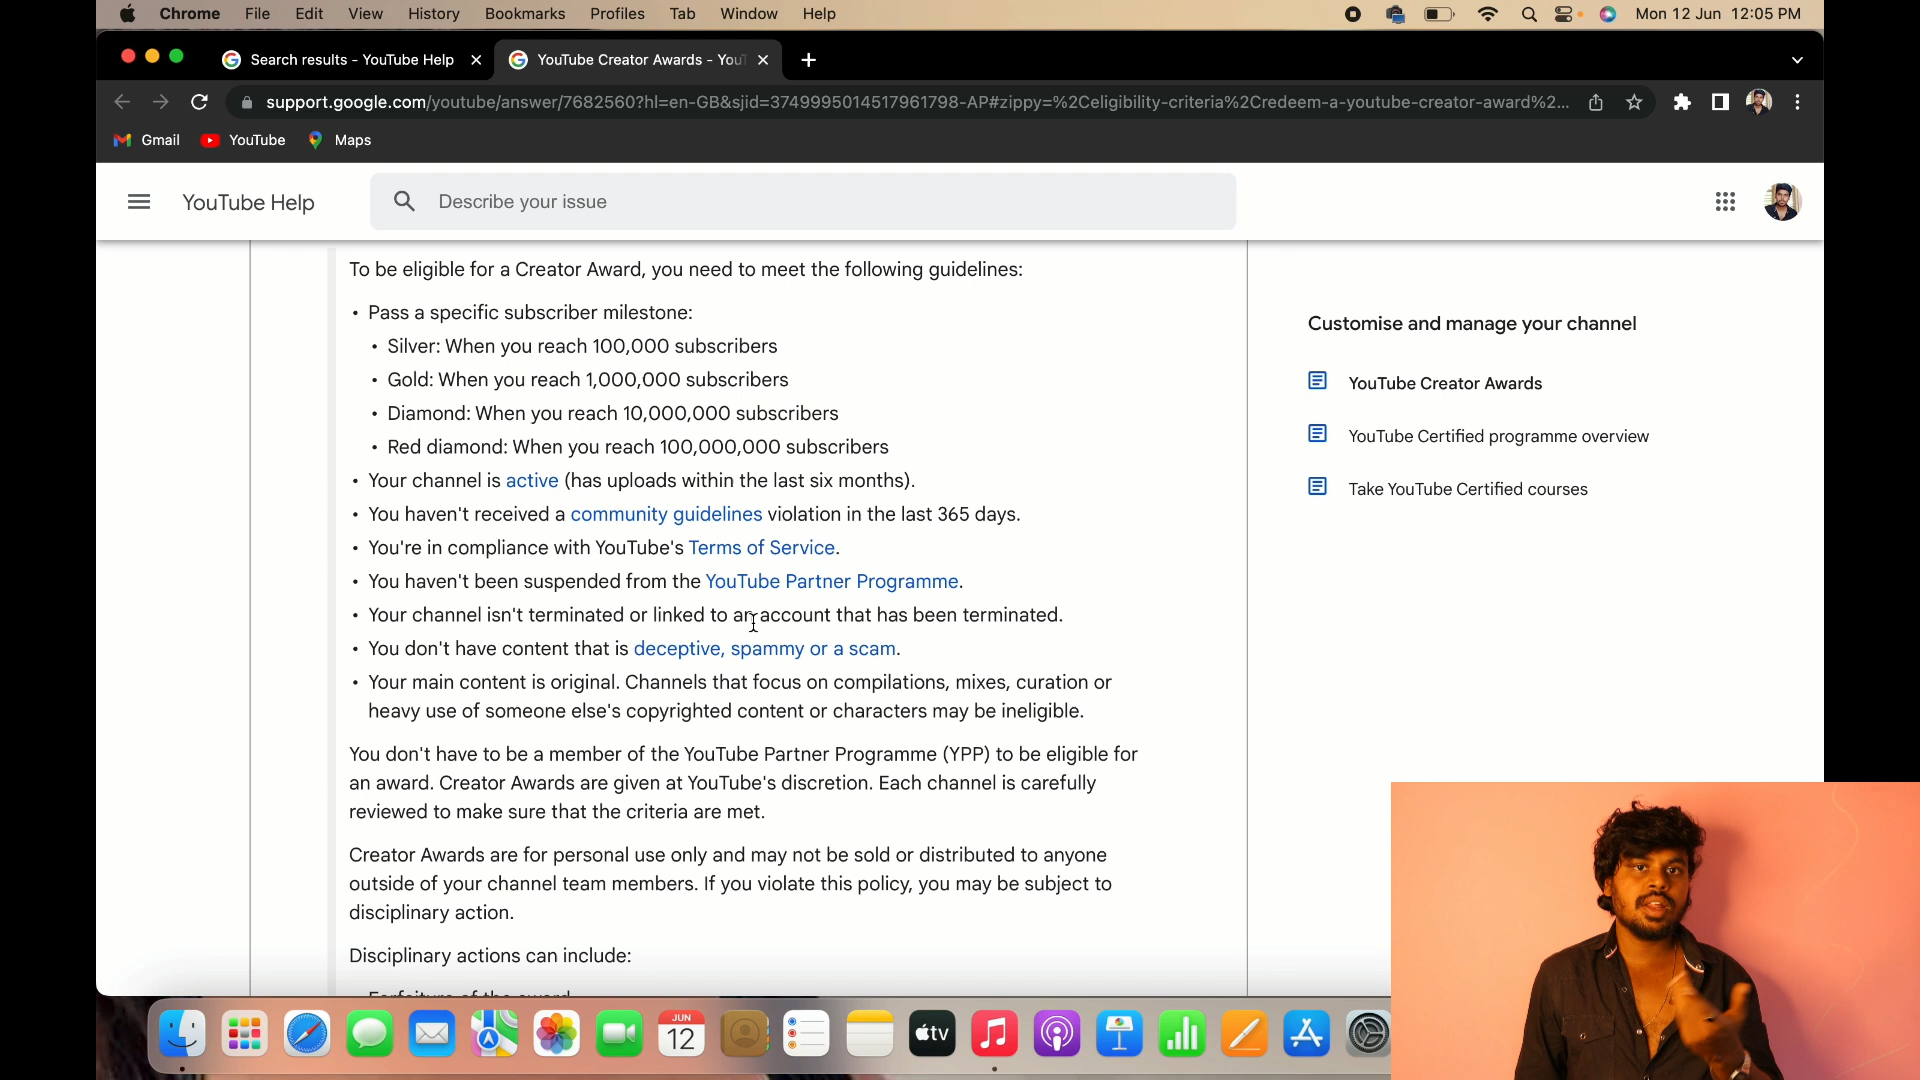 Chrome File Edit View History Bookmarks Profiles Tab Window Help Mon 12 Jun 12:05 PM
Search results - YouTube Help YouTube Creator Awards - You
support.google.com/youtube/answer/7682560?hl=en-GB&sjid=3749995014517961798-AP#zippy=%2Celigibility-criteria%2Credeem-a-youtube-creator-award%2...
Gmail YouTube Maps
YouTube Help Describe your issue
To be eligible for a Creator Award, you need to meet the following guidelines:
• Pass a specific subscriber milestone:
• Silver: When you reach 100,000 subscribers
• Gold: When you reach 1,000,000 subscribers
• Diamond: When you reach 10,000,000 subscribers
• Red diamond: When you reach 100,000,000 subscribers
• Your channel is active (has uploads within the last six months).
• You haven't received a community guidelines violation in the last 365 days.
• You're in compliance with YouTube's Terms of Service.
• You haven't been suspended from the YouTube Partner Programme.
• Your channel isn't terminated or linked to an account that has been terminated.
• You don't have content that is deceptive, spammy or a scam.
• Your main content is original. Channels that focus on compilations, mixes, curation or
heavy use of someone else's copyrighted content or characters may be ineligible.
You don't have to be a member of the YouTube Partner Programme (YPP) to be eligible for
an award. Creator Awards are given at YouTube's discretion. Each channel is carefully
reviewed to make sure that the criteria are met.
Creator Awards are for personal use only and may not be sold or distributed to anyone
outside of your channel team members. If you violate this policy, you may be subject to
disciplinary action.
Disciplinary actions can include:
Customise and manage your channel
YouTube Creator Awards
YouTube Certified programme overview
Take YouTube Certified courses
JUN
12
tv